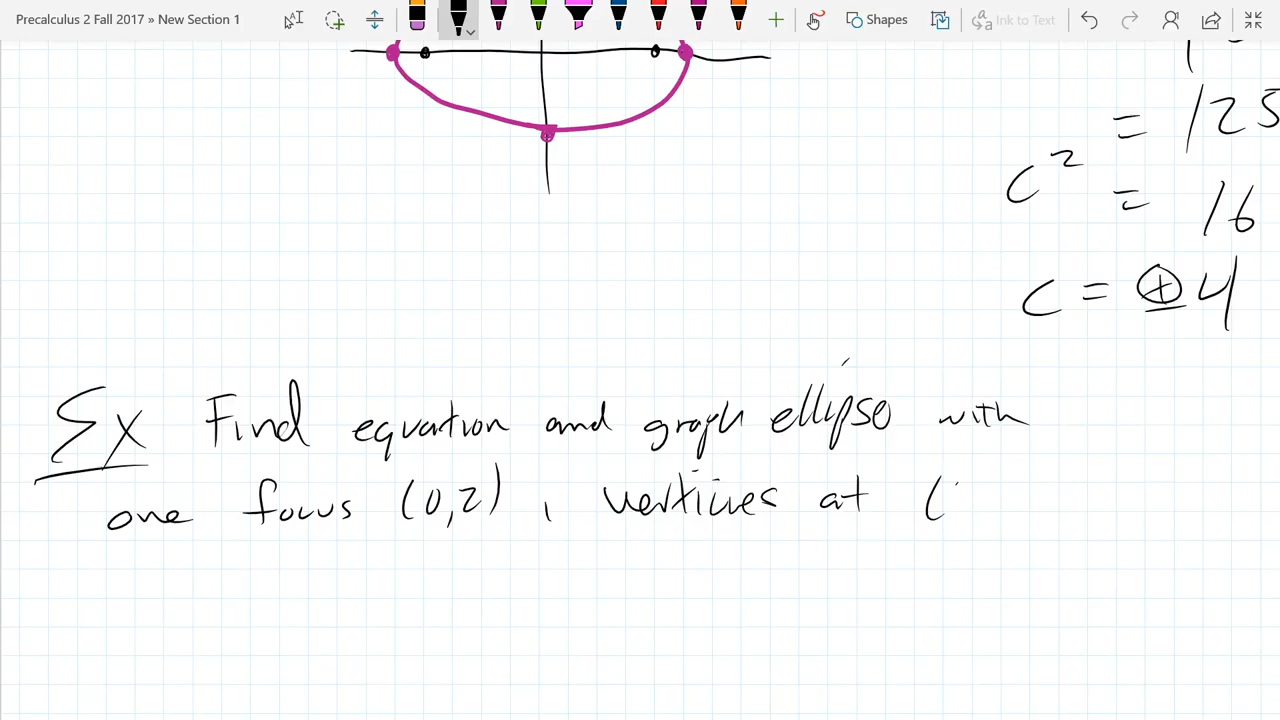 Precalculus 2 Fall 2017 » New Section 1
Shapes
Ink to Text
= 125
c² = 16
c = ± 4
Ex Find equation and graph ellipse with
one focus (0,2), vertices at (